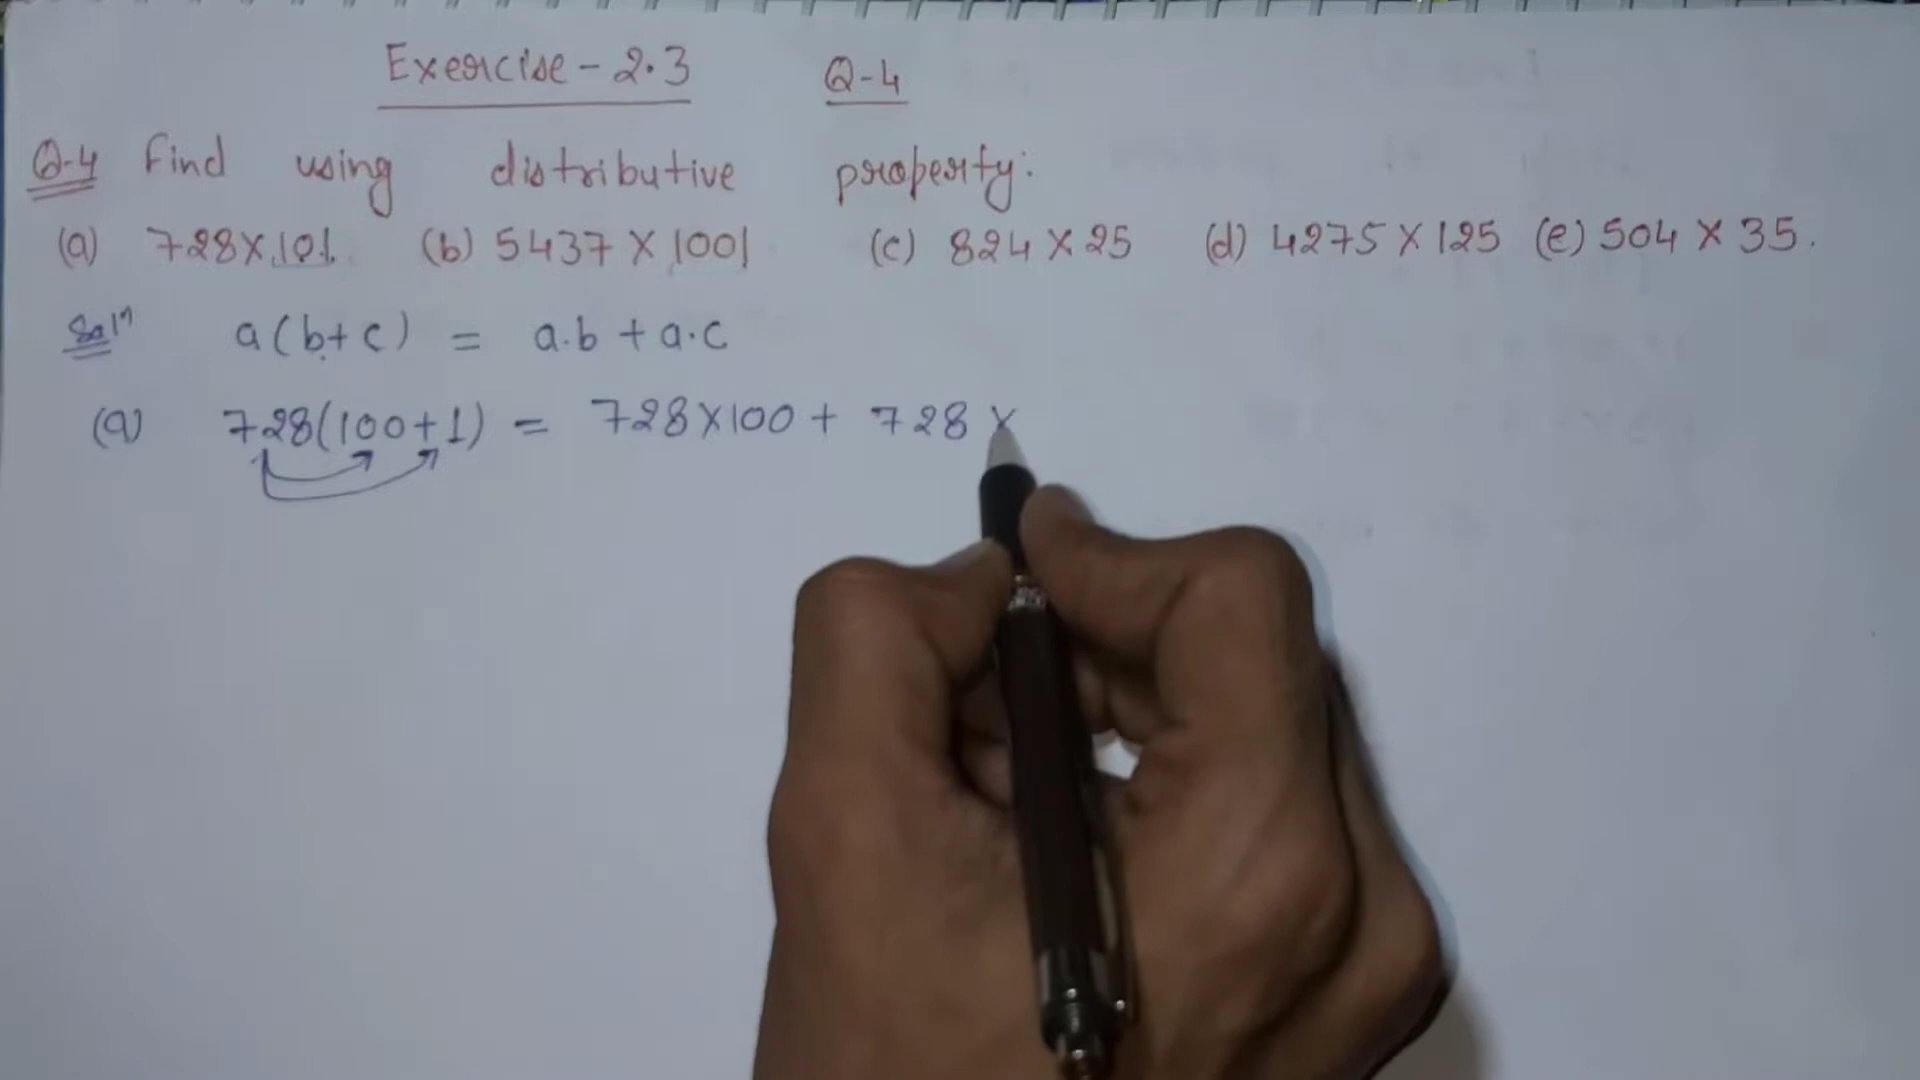 Exercise - 2.3 Q-4
Q-4 Find using distributive property:
(a) 728×101 (b) 5437 × 1001 (c) 824 × 25 (d) 4275 × 125 (e) 504 × 35.
Solⁿ a(b+c) = a.b + a.c
(a) 728(100+1) = 728×100 + 728 ×